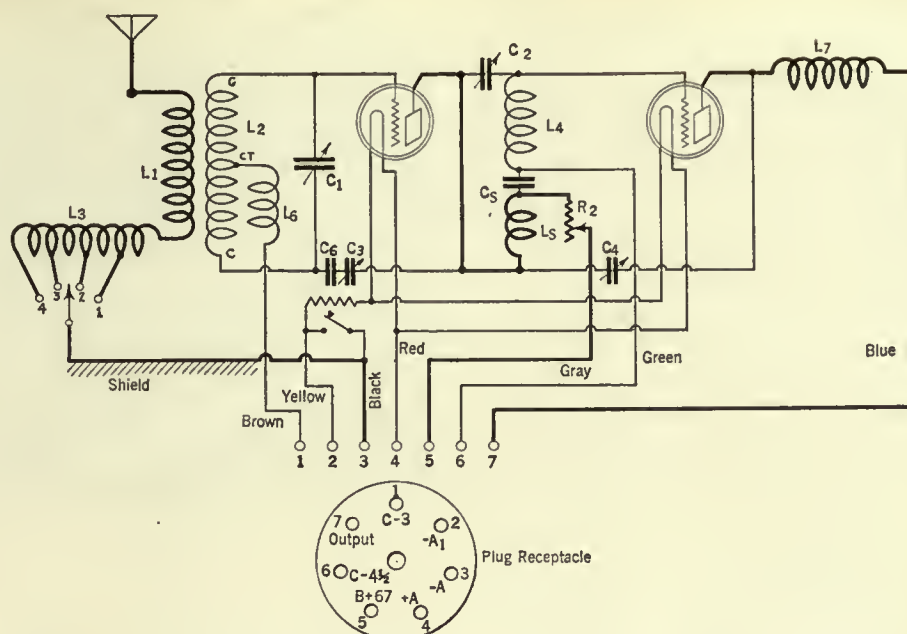 C 2
L7
G
L2
L4
CT
C1
L1
Cs
R2
L6
Ls
L3
C6 C3
C
C4
4 3 2 1
Red
Green
Blue
Shield
Gray
Yellow
Black
Brown
1 2 3 4 5 6 7
1
C-3
7
Output
2
-A1
Plug Receptacle
6
C-4½
3
-A
B+67
+A
5
4